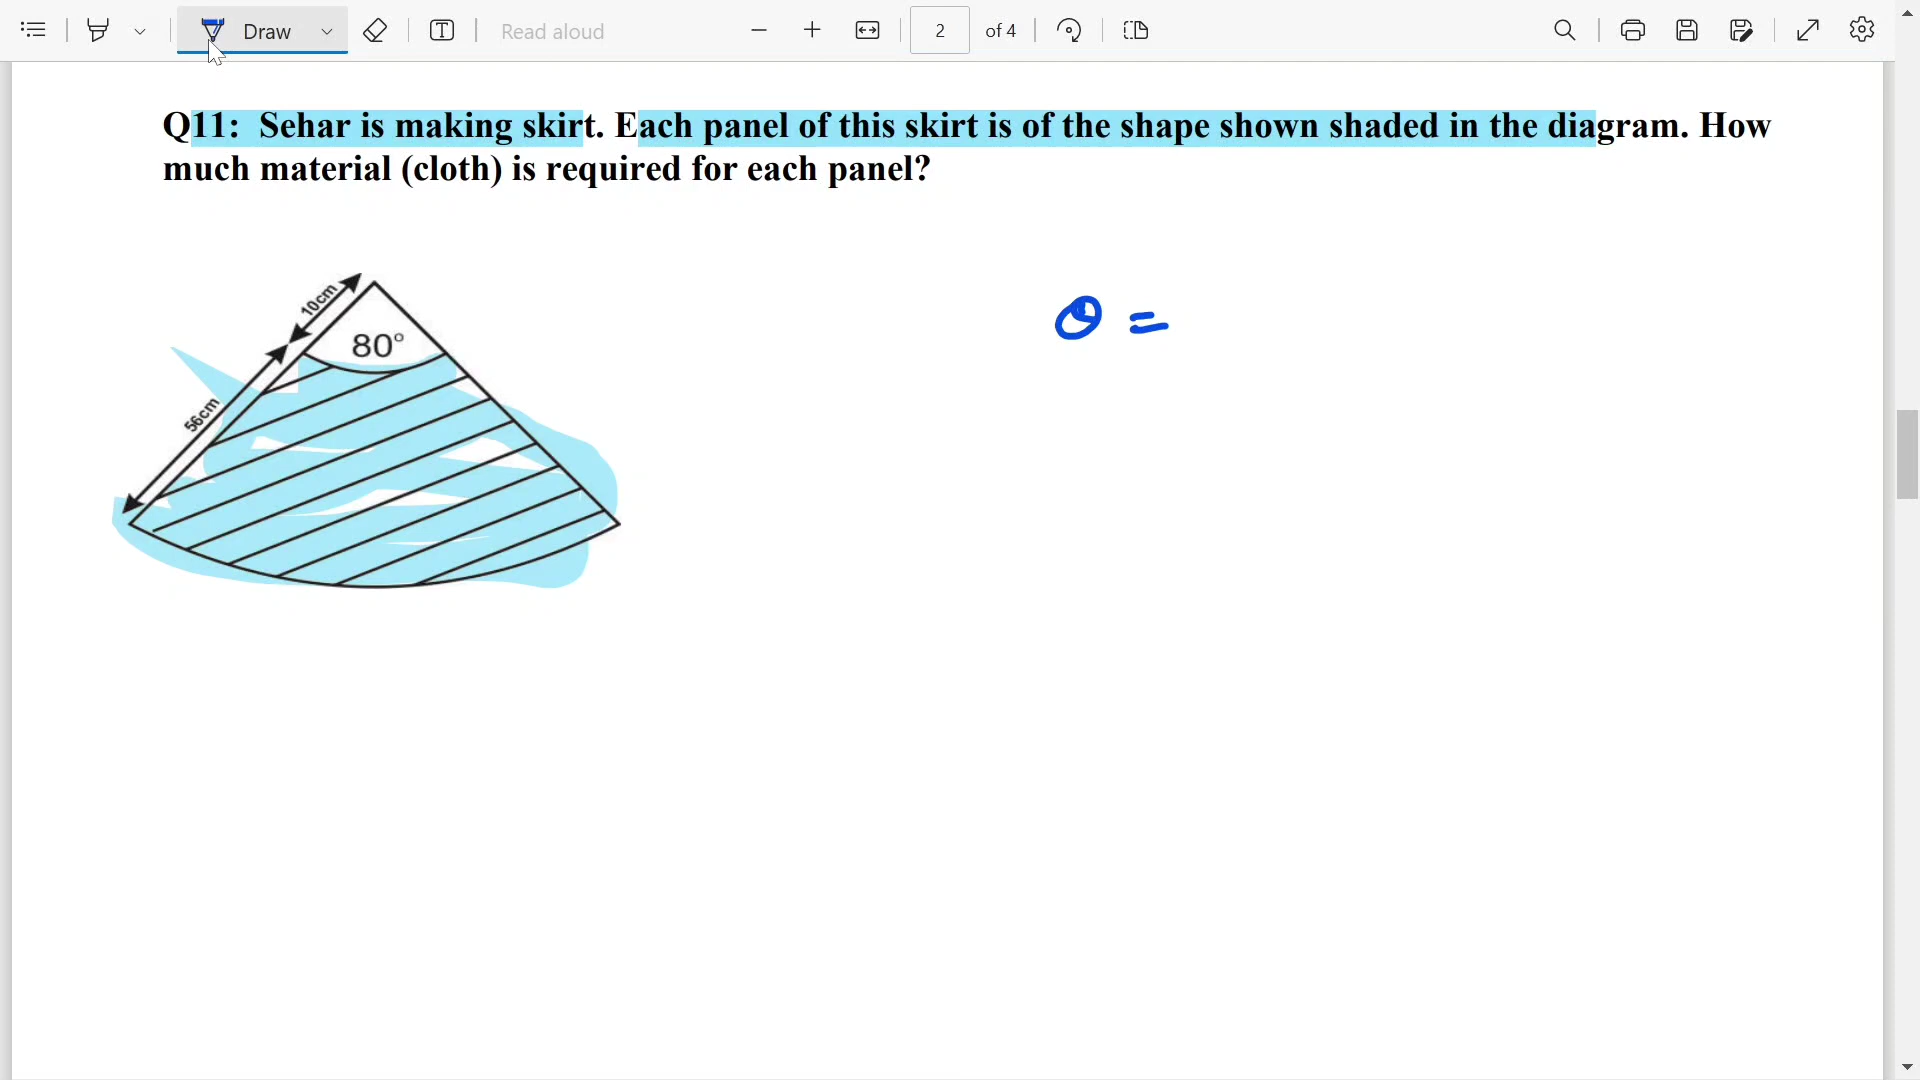 Draw
Read aloud
2
of 4
Q11: Sehar is making skirt. Each panel of this skirt is of the shape shown shaded in the diagram. How
much material (cloth) is required for each panel?
10cm
80°
56cm
θ =